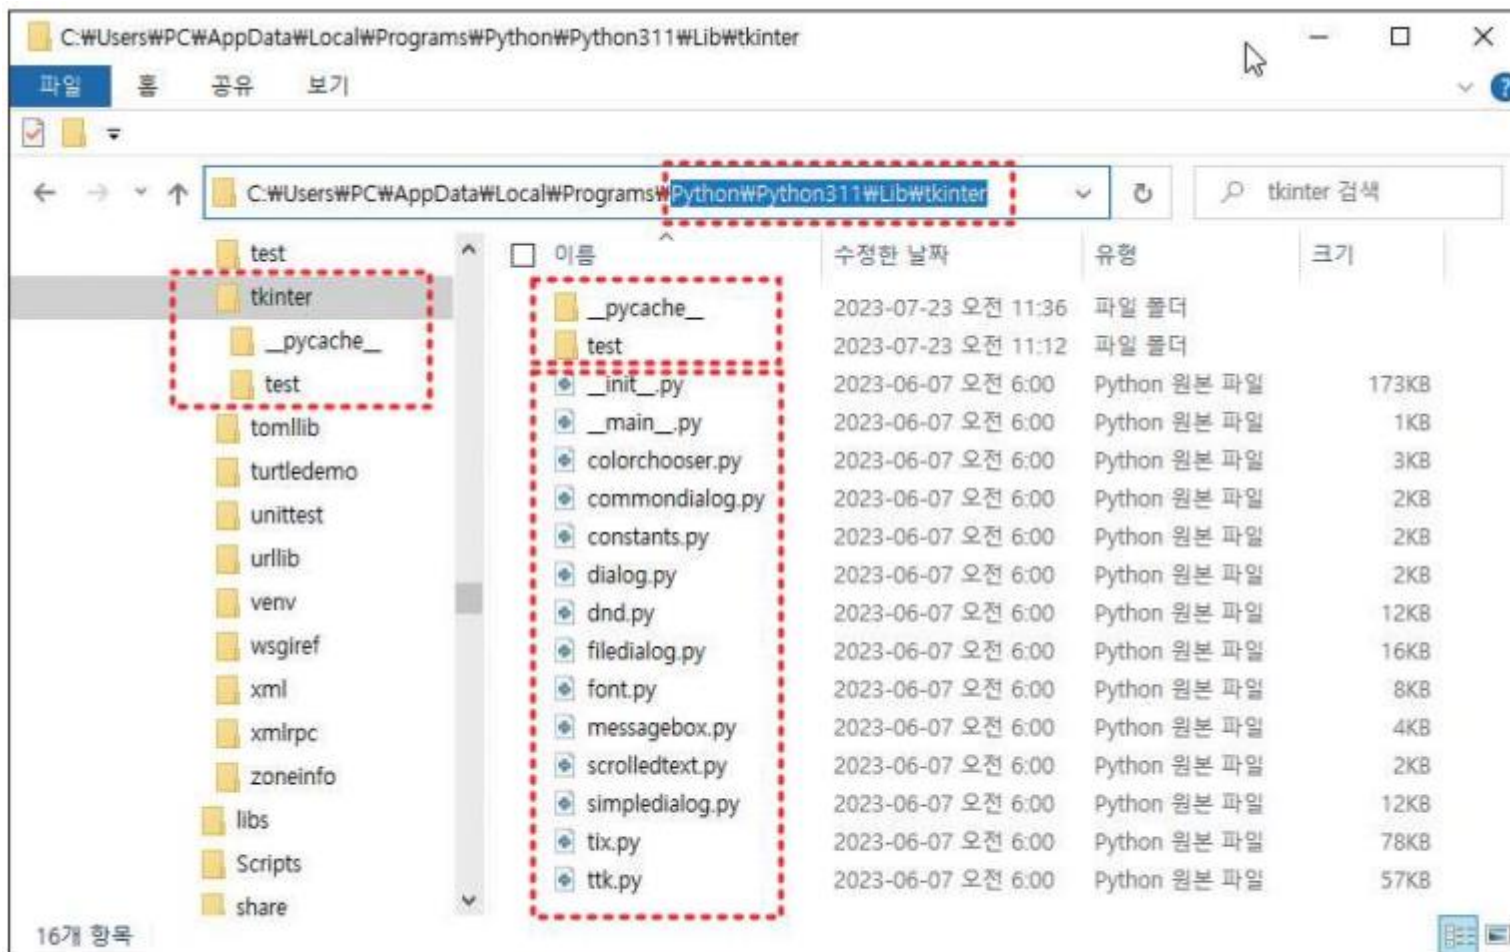 C:₩Users₩PC₩AppData₩Local₩Programs₩Python₩Python311₩Lib₩tkinter
파일 홈 공유 보기
C:₩Users₩PC₩AppData₩Local₩Programs₩Python₩Python311₩Lib₩tkinter tkinter 검색
test
tkinter
__pycache__
test
tomllib
turtledemo
unittest
urllib
venv
wsgiref
xml
xmlrpc
zoneinfo
libs
Scripts
share
이름 수정한 날짜 유형 크기
__pycache__ 2023-07-23 오전 11:36 파일 폴더
test 2023-07-23 오전 11:12 파일 폴더
__init__.py 2023-06-07 오전 6:00 Python 원본 파일 173KB
__main__.py 2023-06-07 오전 6:00 Python 원본 파일 1KB
colorchooser.py 2023-06-07 오전 6:00 Python 원본 파일 3KB
commondialog.py 2023-06-07 오전 6:00 Python 원본 파일 2KB
constants.py 2023-06-07 오전 6:00 Python 원본 파일 2KB
dialog.py 2023-06-07 오전 6:00 Python 원본 파일 2KB
dnd.py 2023-06-07 오전 6:00 Python 원본 파일 12KB
filedialog.py 2023-06-07 오전 6:00 Python 원본 파일 16KB
font.py 2023-06-07 오전 6:00 Python 원본 파일 8KB
messagebox.py 2023-06-07 오전 6:00 Python 원본 파일 4KB
scrolledtext.py 2023-06-07 오전 6:00 Python 원본 파일 2KB
simpledialog.py 2023-06-07 오전 6:00 Python 원본 파일 12KB
tix.py 2023-06-07 오전 6:00 Python 원본 파일 78KB
ttk.py 2023-06-07 오전 6:00 Python 원본 파일 57KB
16개 항목